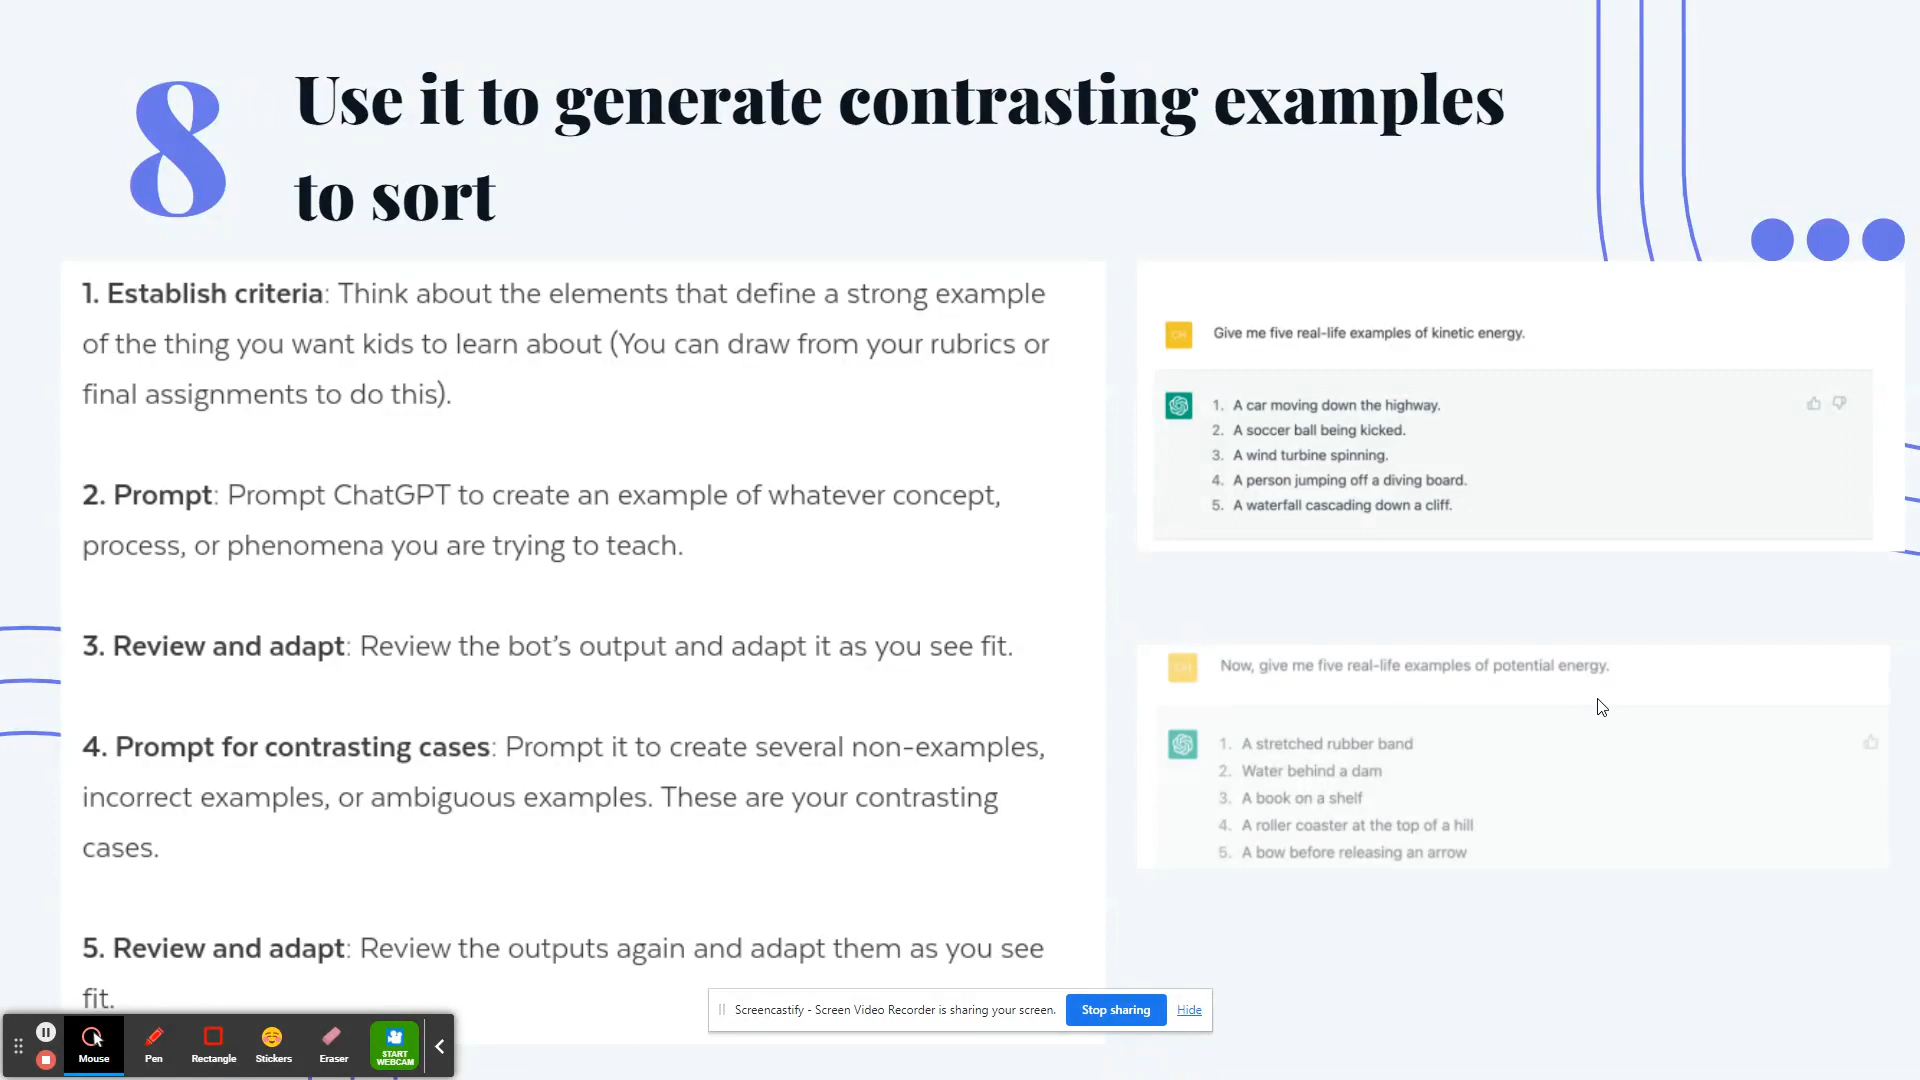 8
Use it to generate contrasting examples
to sort
1. Establish criteria: Think about the elements that define a strong example
of the thing you want kids to learn about (You can draw from your rubrics or
final assignments to do this).
2. Prompt: Prompt ChatGPT to create an example of whatever concept,
process, or phenomena you are trying to teach.
3. Review and adapt: Review the bot's output and adapt it as you see fit.
4. Prompt for contrasting cases: Prompt it to create several non-examples,
incorrect examples, or ambiguous examples. These are your contrasting
cases.
5. Review and adapt: Review the outputs again and adapt them as you see
fit.
Give me five real-life examples of kinetic energy.
1. A car moving down the highway.
2. A soccer ball being kicked.
3. A wind turbine spinning.
4. A person jumping off a diving board.
5. A waterfall cascading down a cliff.
Now, give me five real-life examples of potential energy.
1. A stretched rubber band
2. Water behind a dam
3. A book on a shelf
4. A roller coaster at the top of a hill
5. A bow before releasing an arrow
Screencastify - Screen Video Recorder is sharing your screen. Stop sharing Hide
Mouse Pen Rectangle Stickers Eraser START
WEBCAM